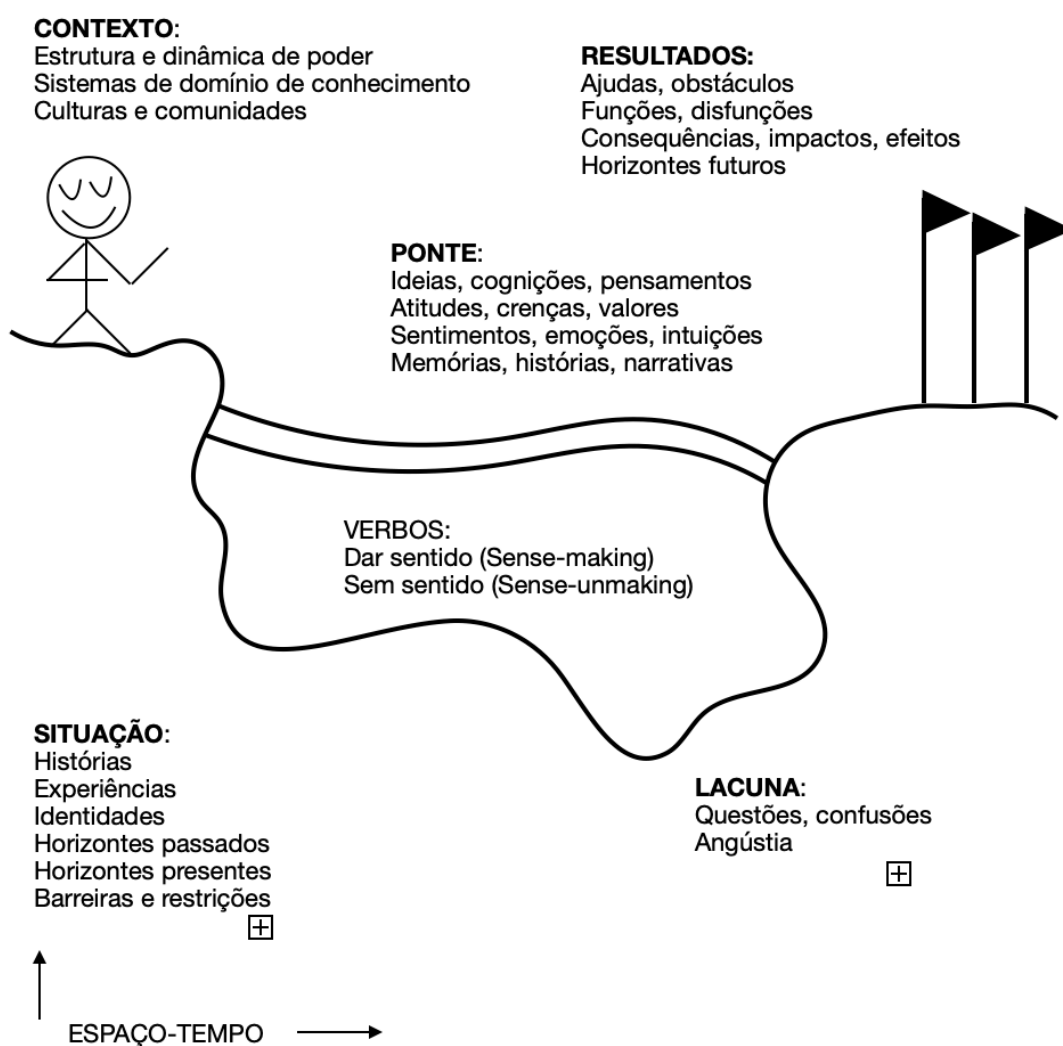 CONTEXTO:
Estrutura e dinâmica de poder
Sistemas de domínio de conhecimento
Culturas e comunidades
RESULTADOS:
Ajudas, obstáculos
Funções, disfunções
Consequências, impactos, efeitos
Horizontes futuros
PONTE:
Ideias, cognições, pensamentos
Atitudes, crenças, valores
Sentimentos, emoções, intuições
Memórias, histórias, narrativas
VERBOS:
Dar sentido (Sense-making)
Sem sentido (Sense-unmaking)
SITUAÇÃO:
Histórias
Experiências
Identidades
Horizontes passados
Horizontes presentes
Barreiras e restrições
LACUNA:
Questões, confusões
Angústia
ESPAÇO-TEMPO